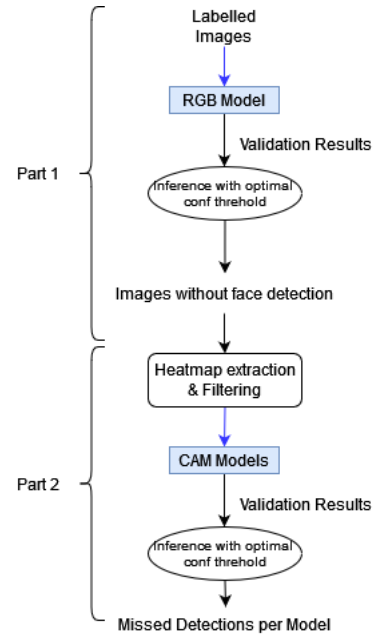 Labelled
Images
RGB Model
Validation Results
Part 1
Inference with optimal
conf threhold
Images without face detection
Heatmap extraction
& Filtering
CAM Models
Part 2
Validation Results
Inference with optimal
conf threhold
Missed Detections per Model